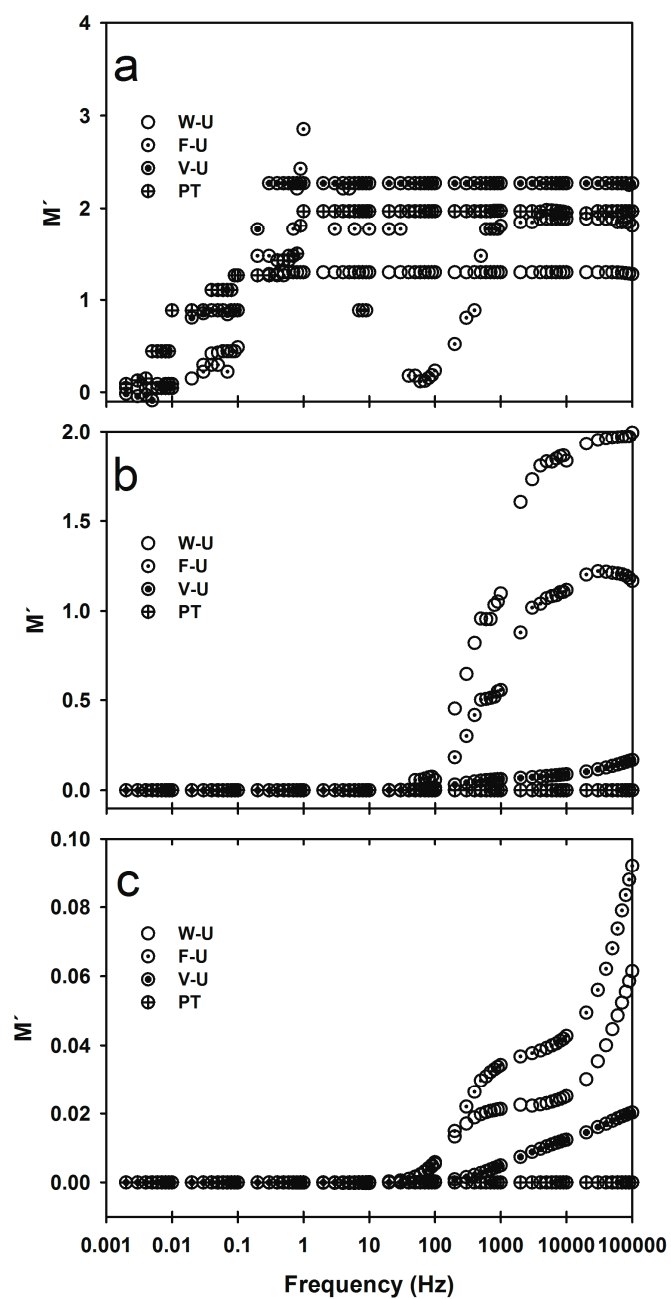 a
4
3
2
1
0
M´
W-U
F-U
V-U
PT
b
2.0
1.5
1.0
0.5
0.0
M´
W-U
F-U
V-U
PT
c
0.10
0.08
0.06
0.04
0.02
0.00
M´
W-U
F-U
V-U
PT
0.001 0.01 0.1 1 10 100 1000 10000 100000
Frequency (Hz)